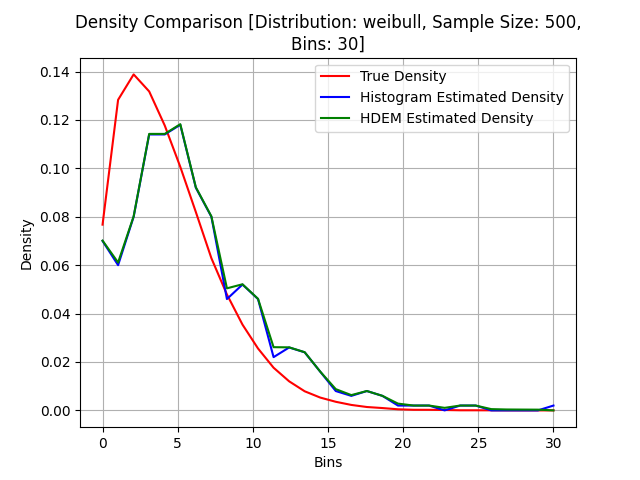 Density Comparison [Distribution: weibull, Sample Size: 500,
Bins: 30]
True Density
Histogram Estimated Density
HDEM Estimated Density
Density
0.14
0.12
0.10
0.08
0.06
0.04
0.02
0.00
0 5 10 15 20 25 30
Bins